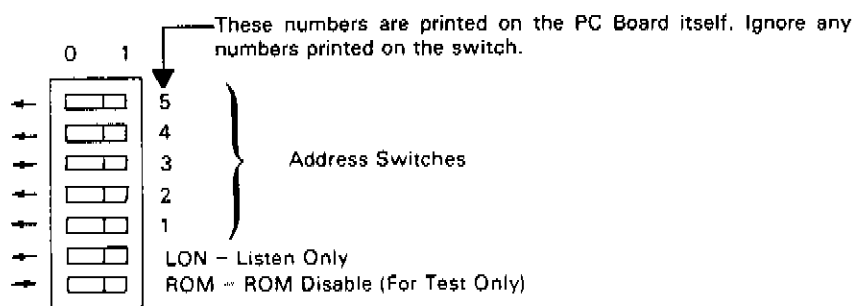 These numbers are printed on the PC Board itself. Ignore any
numbers printed on the switch.
0 1
5
4
3
2
1
Address Switches
LON – Listen Only
ROM – ROM Disable (For Test Only)